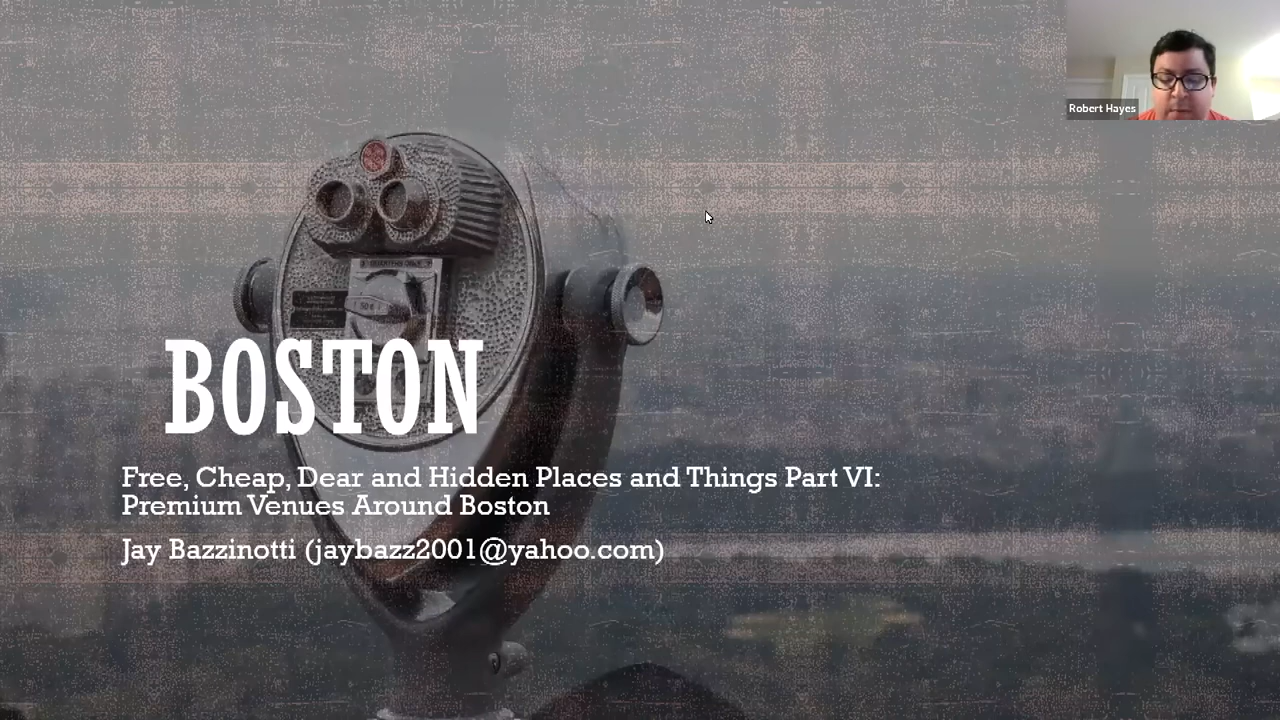 Robert Hayes
BOSTON
Free, Cheap, Dear and Hidden Places and Things Part VI:
Premium Venues Around Boston
Jay Bazzinotti (jaybazz2001@yahoo.com)